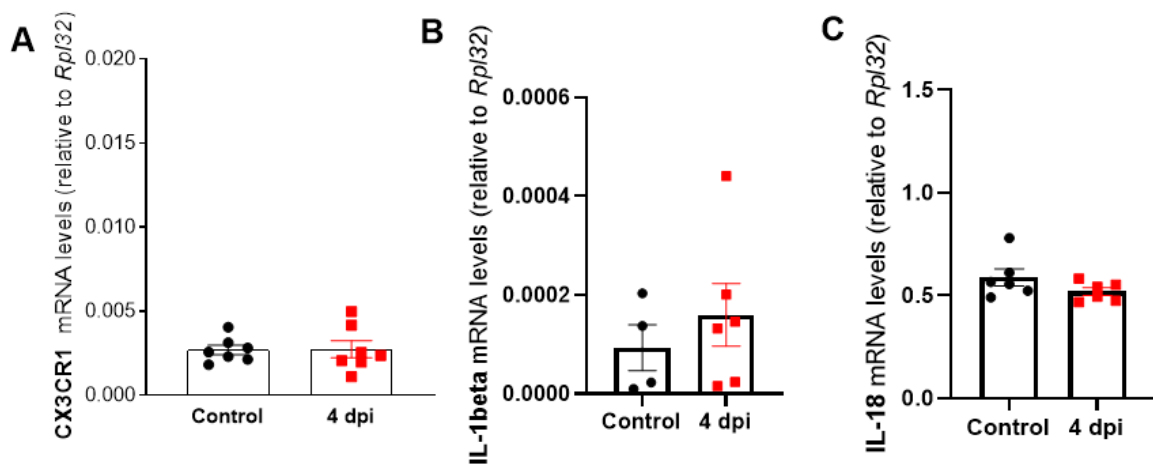 A
CX3CR1 mRNA levels (relative to Rpl32)
0.020
0.015
0.010
0.005
0.000
Control 4 dpi
B
IL-1beta mRNA levels (relative to Rpl32)
0.0006
0.0004
0.0002
0.0000
Control 4 dpi
C
IL-18 mRNA levels (relative to Rpl32)
1.5
1.0
0.5
0.0
Control 4 dpi